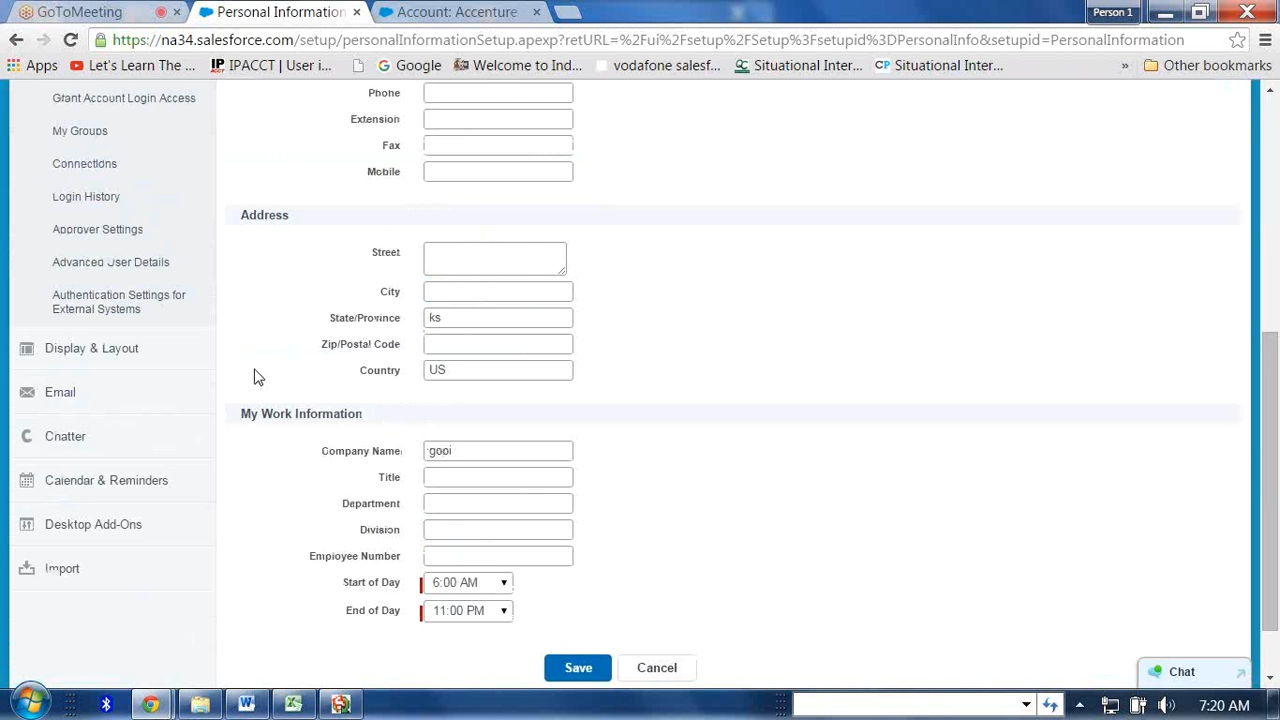 GoToMeeting
Personal Information
Account: Accenture
Person 1
https://na34.salesforce.com/setup/personalInformationSetup.apexp?retURL=%2Fui%2Fsetup%2FSetup%3Fsetupid%3DPersonalInfo&setupid=PersonalInformation
Apps
Let's Learn The ...
IPACCT | User i...
Google
Welcome to Ind...
vodafone salesf...
Situational Inter...
Situational Inter...
»
Other bookmarks
Grant Account Login Access
My Groups
Connections
Login History
Approver Settings
Advanced User Details
Authentication Settings for
External Systems
Display & Layout
Email
Chatter
Calendar & Reminders
Desktop Add-Ons
Import
Phone
Extension
Fax
Mobile
Address
Street
City
State/Province ks
Zip/Postal Code
Country US
My Work Information
Company Name gooi
Title
Department
Division
Employee Number
Start of Day 6:00 AM
End of Day 11:00 PM
Save
Cancel
Chat
7:20 AM